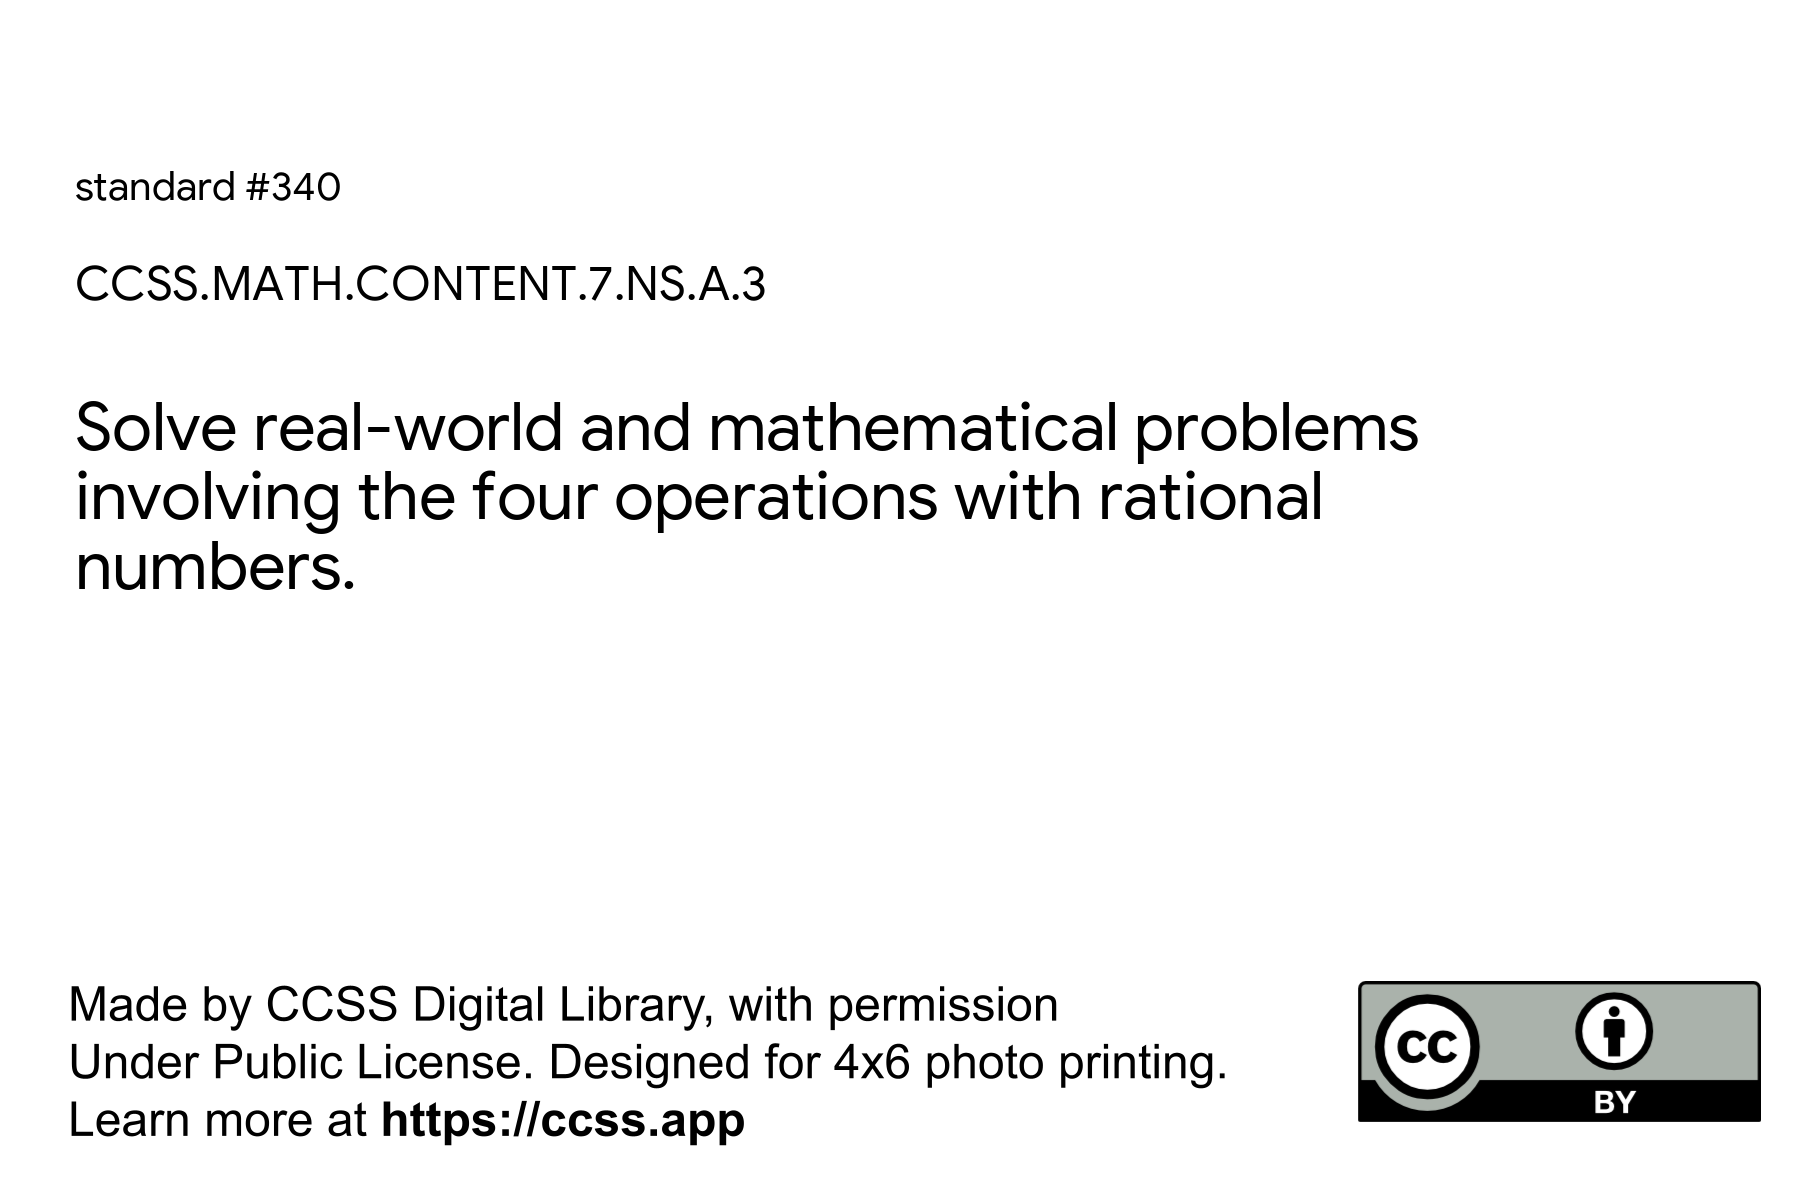 standard #340
CCSS.MATH.CONTENT.7.NS.A.3
Solve real-world and mathematical problems
involving the four operations with rational
numbers.
Made by CCSS Digital Library, with permission
Under Public License. Designed for 4x6 photo printing.
Learn more at https://ccss.app
cc
BY